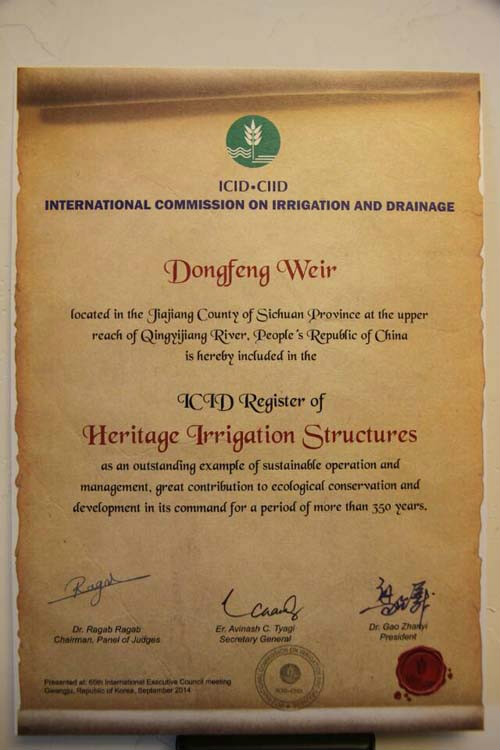 ICID•CIID
INTERNATIONAL COMMISSION ON IRRIGATION AND DRAINAGE
Dongfeng Weir
located in the Jiajiang County of Sichuan Province at the upper
reach of Qingyijiang River, People's Republic of China
is hereby included in the
ICID Register of
Heritage Irrigation Structures
as an outstanding example of sustainable operation and
management, great contribution to ecological conservation and
development in its command for a period of more than 350 years.
Ragab
Dr. Ragab Ragab
Chairman, Panel of Judges
Er. Avinash C. Tyagi
Secretary General
Dr. Gao Zhanyi
President
Presented at: 65th International Executive Council meeting
Gwangju, Republic of Korea, September 2014
ICID-CIID